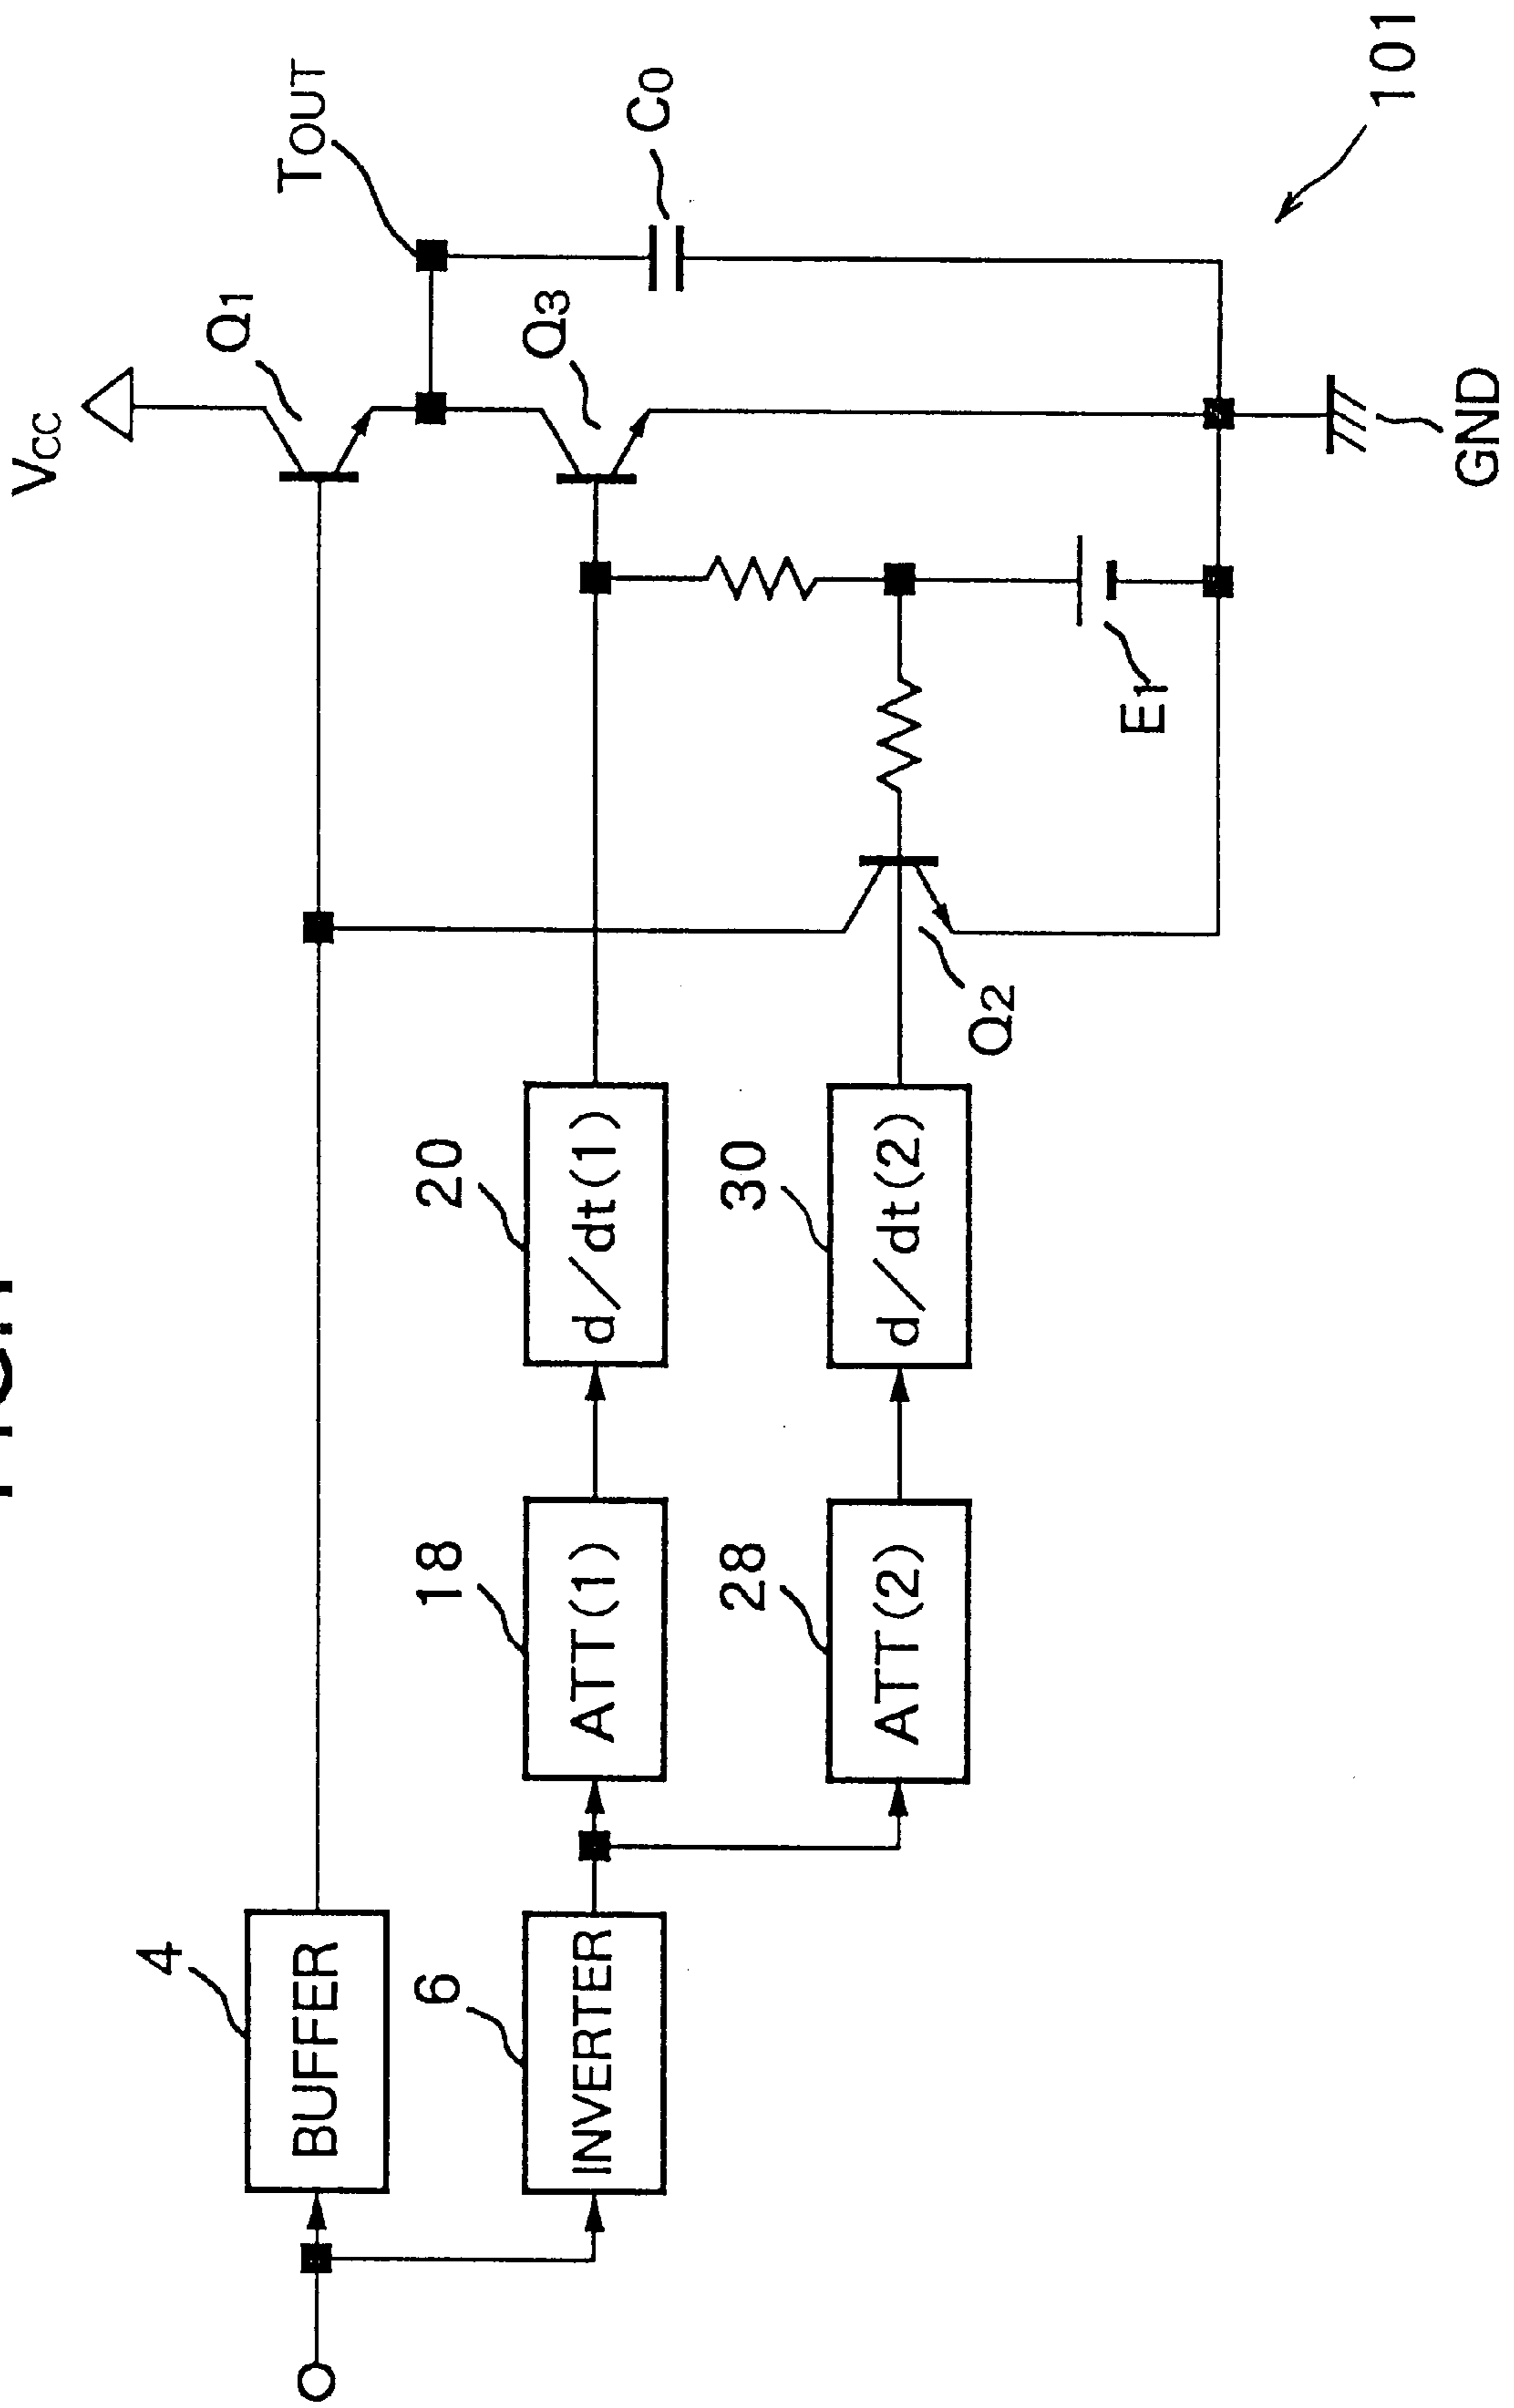 VCC
Q1
TOUT
Q3
C0
4
BUFFER
6
INVERTER
18
ATT(1)
20
d/dt(1)
28
ATT(2)
30
d/dt(2)
Q2
E1
GND
101